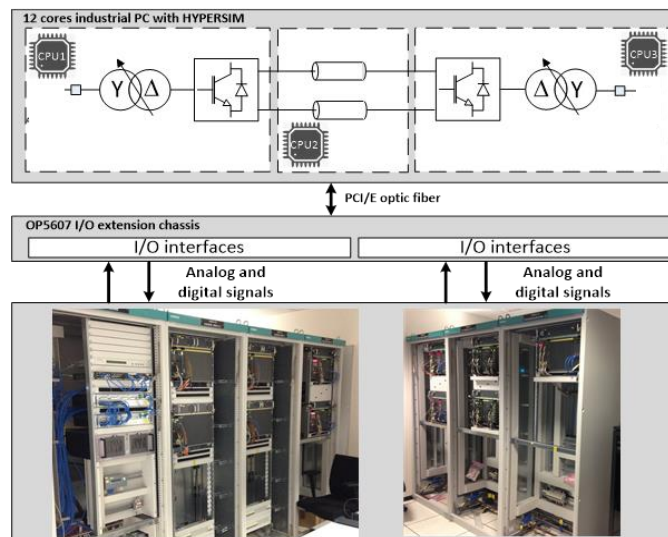 12 cores industrial PC with HYPERSIM
CPU1
CPU3
Y Δ
Δ Y
CPU2
PCI/E optic fiber
OP5607 I/O extension chassis
I/O interfaces
I/O interfaces
Analog and
digital signals
Analog and
digital signals